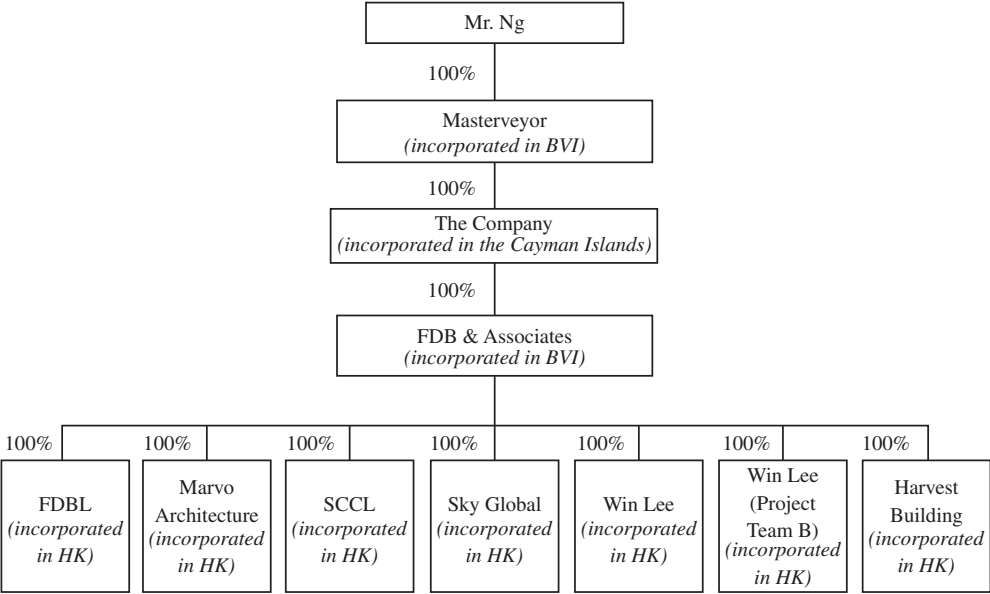 Mr. Ng
100%
Masterveyor
(incorporated in BVI)
100%
The Company
(incorporated in the Cayman Islands)
100%
FDB & Associates
(incorporated in BVI)
100%
100%
100%
100%
100%
100%
100%
FDBL
(incorporated
in HK)
Marvo
Architecture
(incorporated
in HK)
SCCL
(incorporated
in HK)
Sky Global
(incorporated
in HK)
Win Lee
(incorporated
in HK)
Win Lee
(Project
Team B)
(incorporated
in HK)
Harvest
Building
(incorporated
in HK)